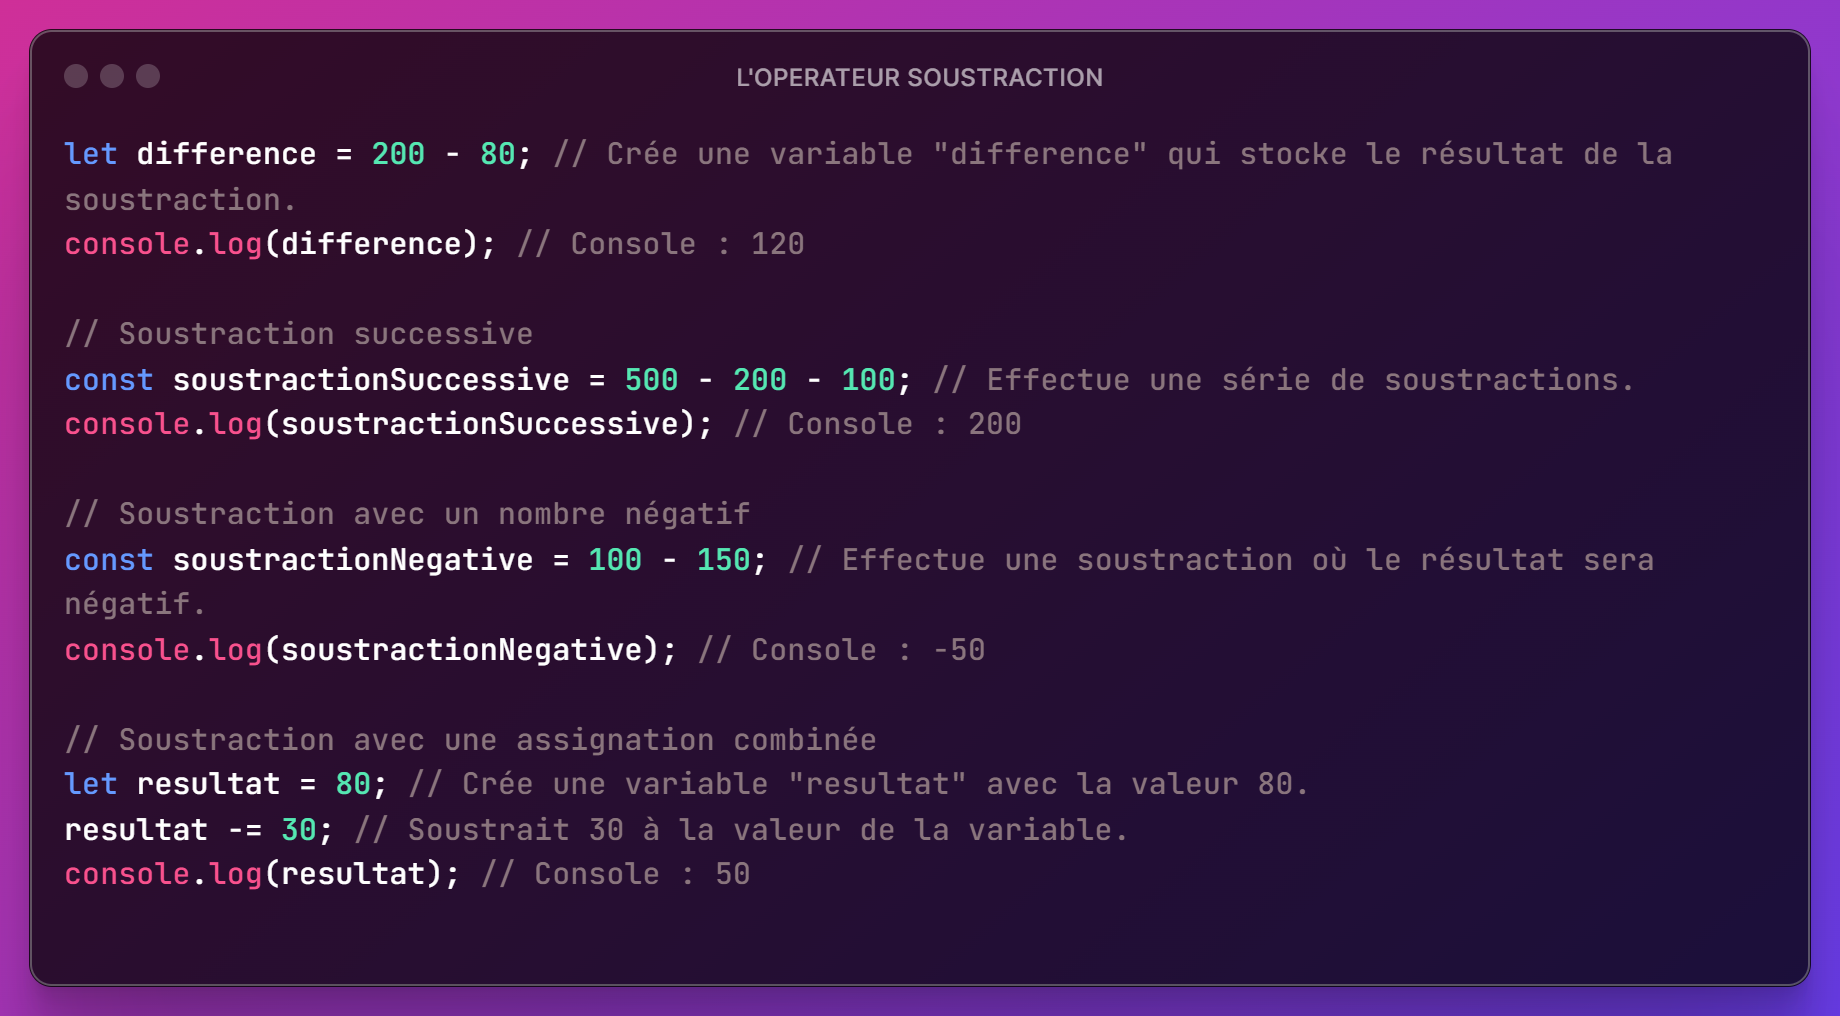 L'OPERATEUR SOUSTRACTION
let difference = 200 - 80; // Crée une variable "difference" qui stocke le résultat de la
soustraction.
console.log(difference); // Console : 120
// Soustraction successive
const soustractionSuccessive = 500 - 200 - 100; // Effectue une série de soustractions.
console.log(soustractionSuccessive); // Console : 200
// Soustraction avec un nombre négatif
const soustractionNegative = 100 - 150; // Effectue une soustraction où le résultat sera
négatif.
console.log(soustractionNegative); // Console : -50
// Soustraction avec une assignation combinée
let resultat = 80; // Crée une variable "resultat" avec la valeur 80.
resultat -= 30; // Soustrait 30 à la valeur de la variable.
console.log(resultat); // Console : 50